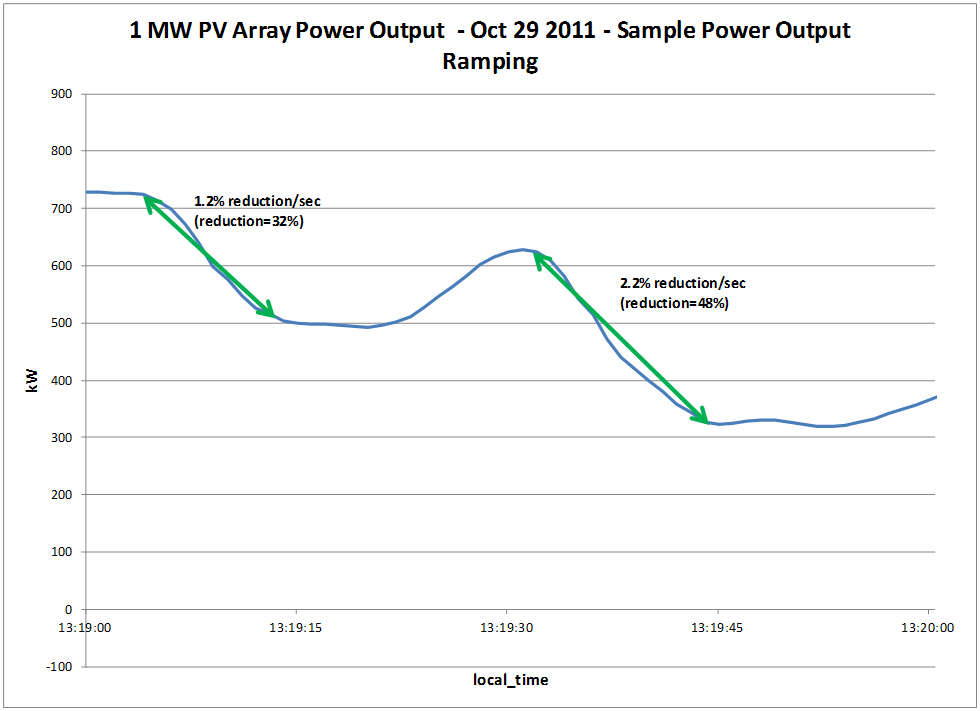 1 MW PV Array Power Output - Oct 29 2011 - Sample Power Output
Ramping
900
800
700
600
500
400
300
200
100
0
-100
kW
1.2% reduction/sec
(reduction=32%)
2.2% reduction/sec
(reduction=48%)
13:19:00
13:19:15
13:19:30
13:19:45
13:20:00
local_time